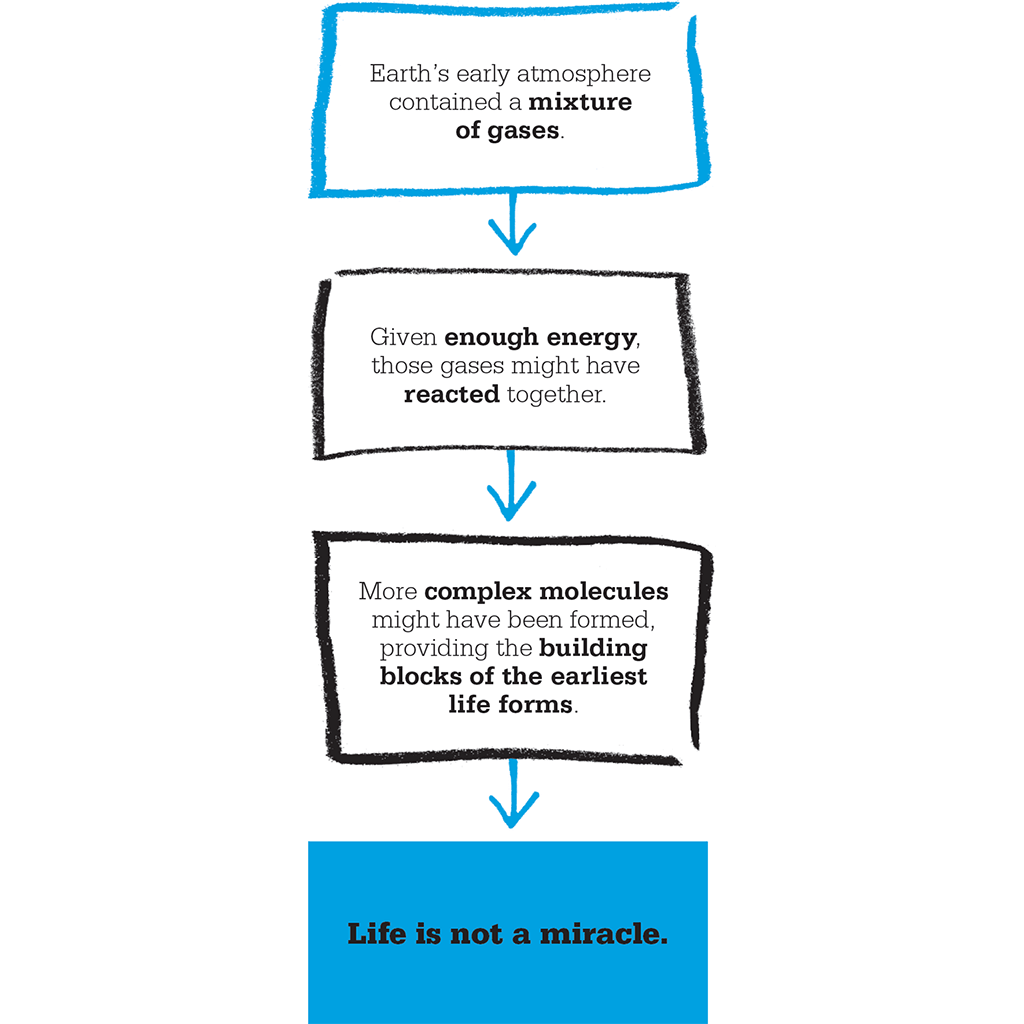 Earth’s early atmosphere
contained a mixture
of gases.
Given enough energy,
those gases might have
reacted together.
More complex molecules
might have been formed,
providing the building
blocks of the earliest
life forms.
Life is not a miracle.